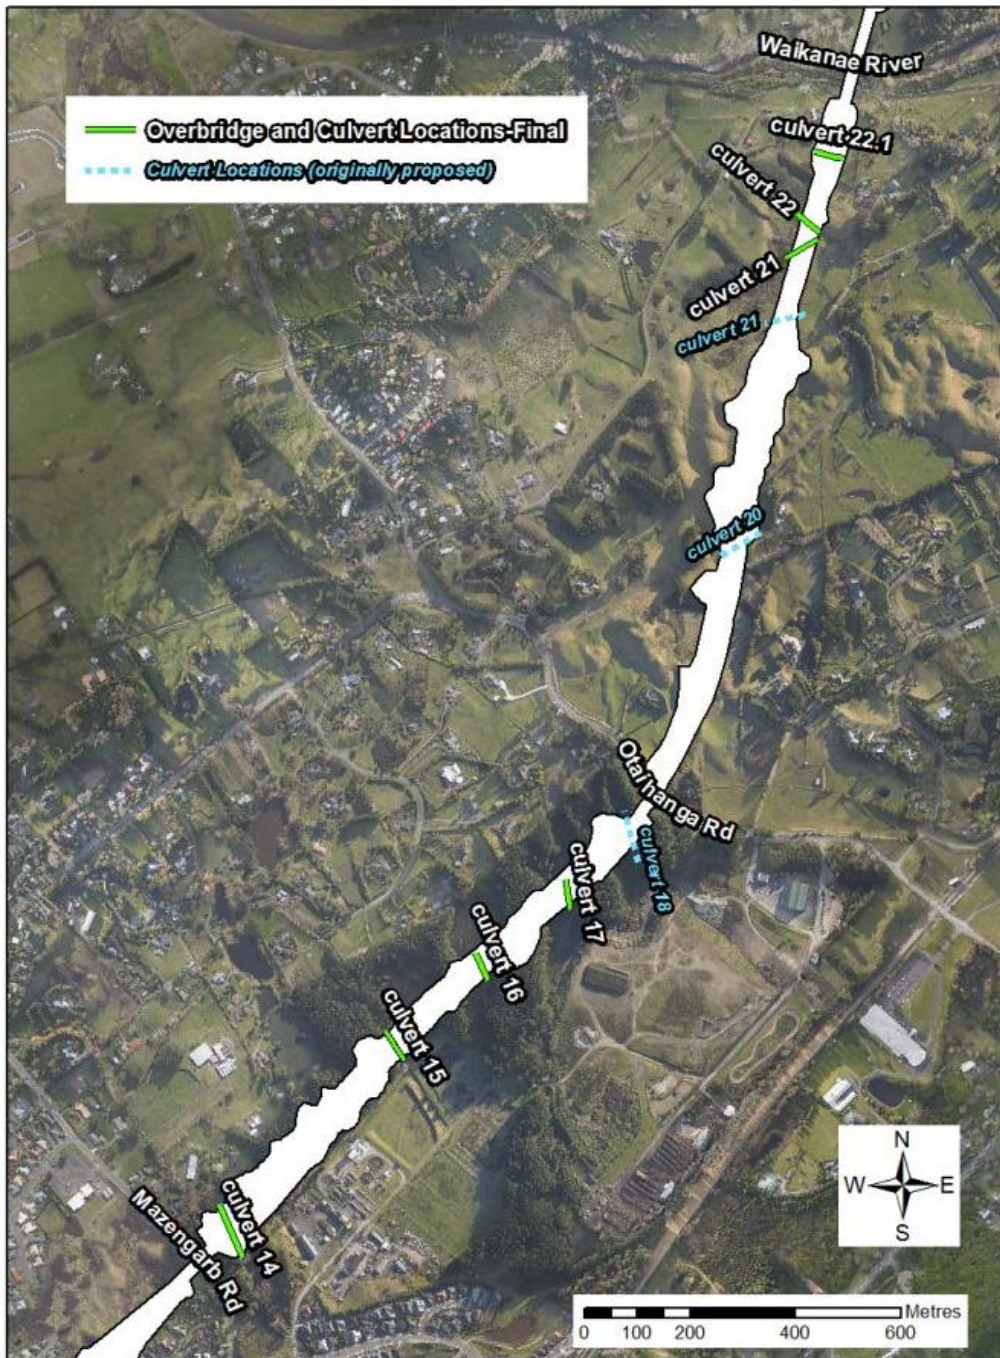 Waikanae River
Overbridge and Culvert Locations-Final
Culvert Locations (originally proposed)
culvert 22.1
culvert 22
culvert 21
culvert 21
culvert 20
Otaihanga Rd
culvert 18
culvert 17
culvert 16
culvert 15
culvert 14
Mazengarb Rd
N
W E
S
Metres
0 100 200 400 600